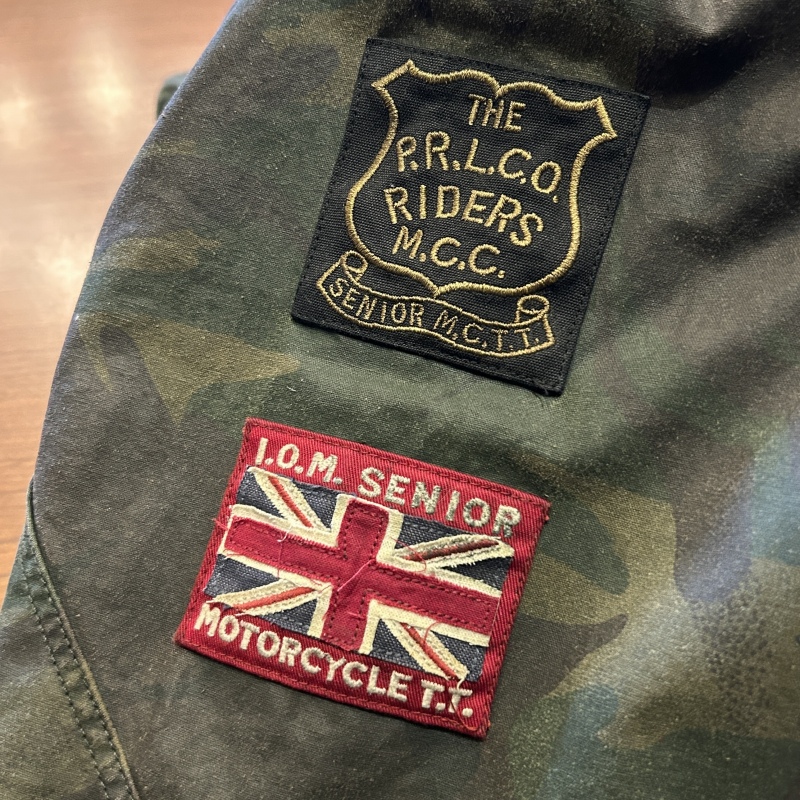 THE
P.R.L.C.O.
RIDERS
M.C.C.
SENIOR M.C.T.T.
I.O.M. SENIOR
MOTORCYCLE T.T.